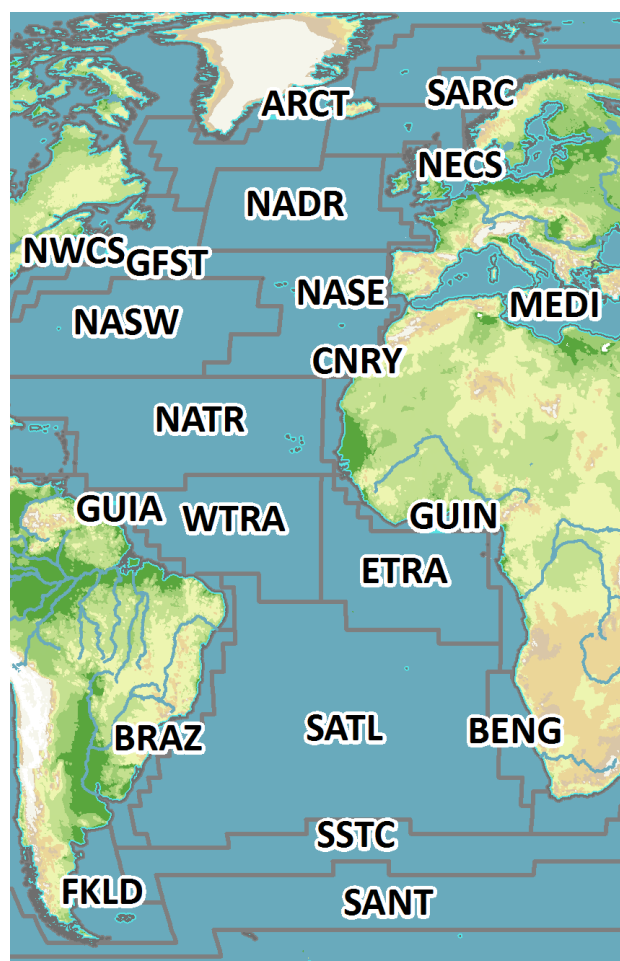 SARC
ARCT
NECS
NADR
NWCS
GFST
NASE
MEDI
NASW
CNRY
NATR
GUIA
WTRA
GUIN
ETRA
SATL
BENG
BRAZ
SSTC
FKLD
SANT